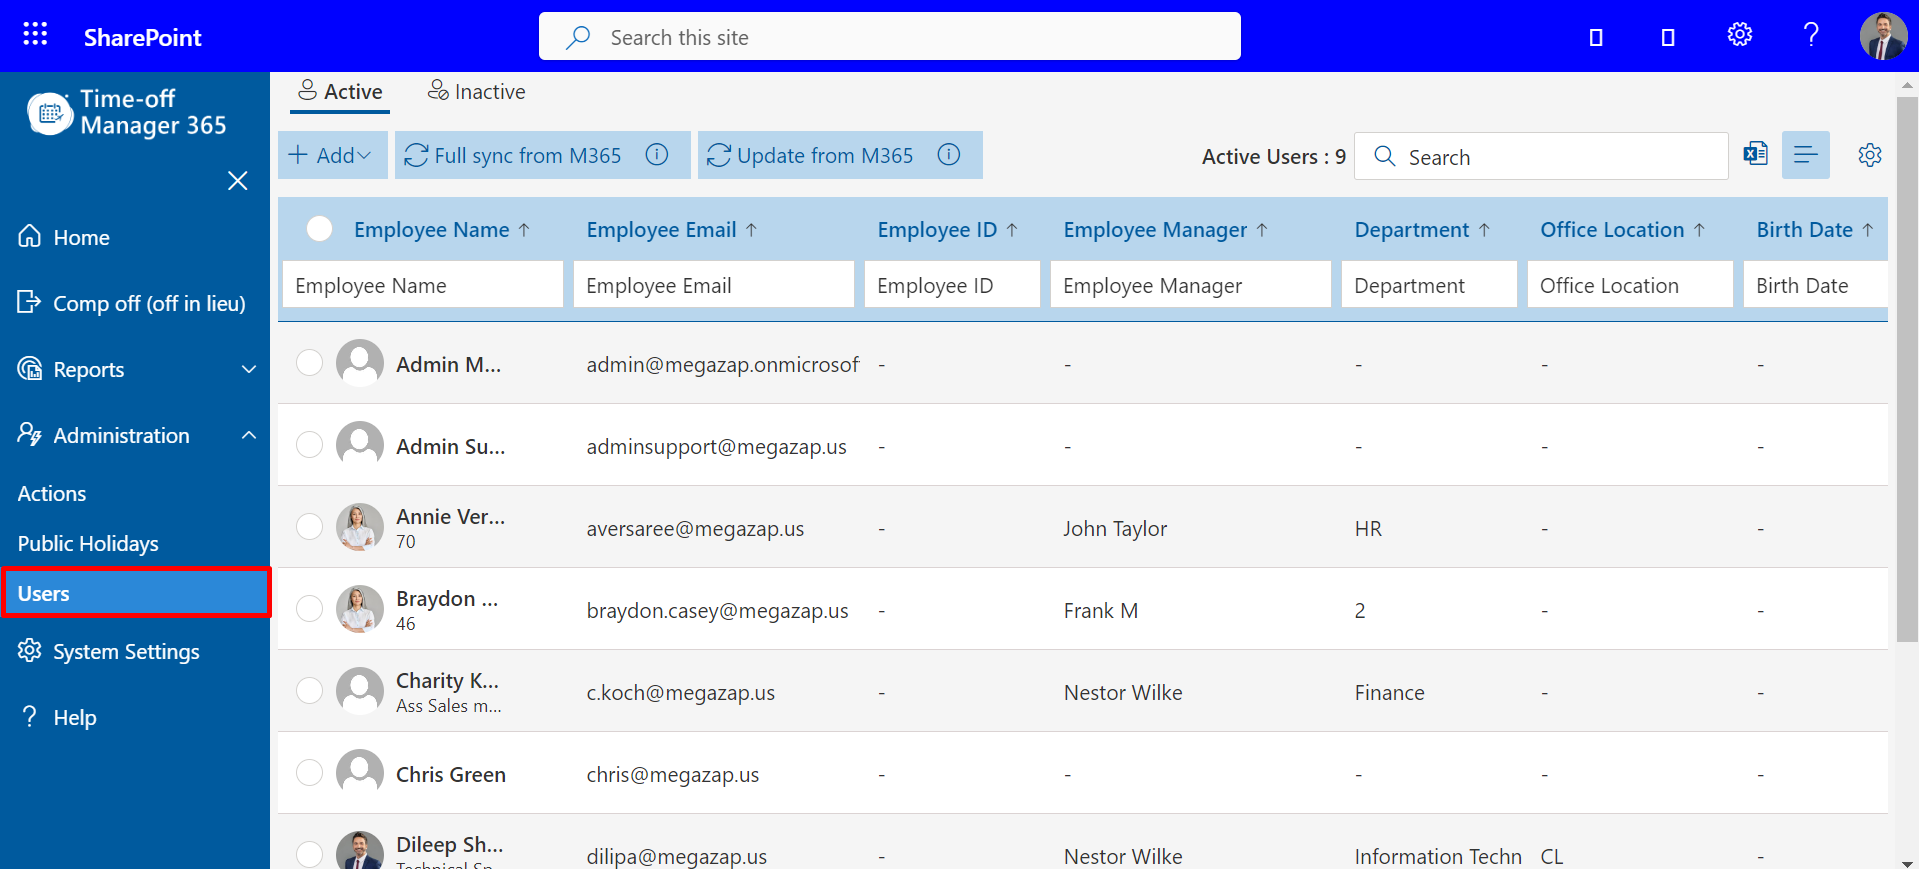 SharePoint
Search this site
Time-off
Manager 365
Home
Comp off (off in lieu)
Reports
Administration
Actions
Public Holidays
Users
System Settings
Help
Active
Inactive
Add
Full sync from M365
Update from M365
Active Users : 9
Search
Employee Name ↑ Employee Email ↑ Employee ID ↑ Employee Manager ↑ Department ↑ Office Location ↑ Birth Date ↑
Employee Name Employee Email Employee ID Employee Manager Department Office Location Birth Date
Admin M... admin@megazap.onmicrosof - - - - -
Admin Su... adminsupport@megazap.us - - - - -
Annie Ver... aversaree@megazap.us - John Taylor HR - -
70
Braydon ... braydon.casey@megazap.us - Frank M 2 - -
46
Charity K... c.koch@megazap.us - Nestor Wilke Finance - -
Ass Sales m...
Chris Green chris@megazap.us - - - - -
Dileep Sh... dilipa@megazap.us - Nestor Wilke Information Techn CL -
Technical Sp...